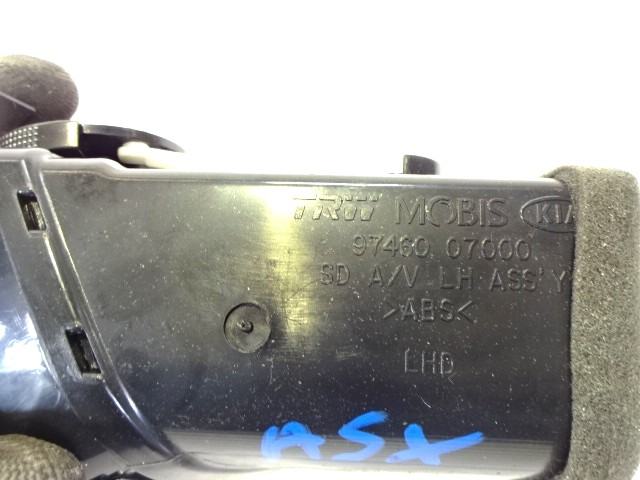 TRW MOBIS KIA
97460 07000
SD A/V LH ASS'Y
>ABS<
LHD
ASX